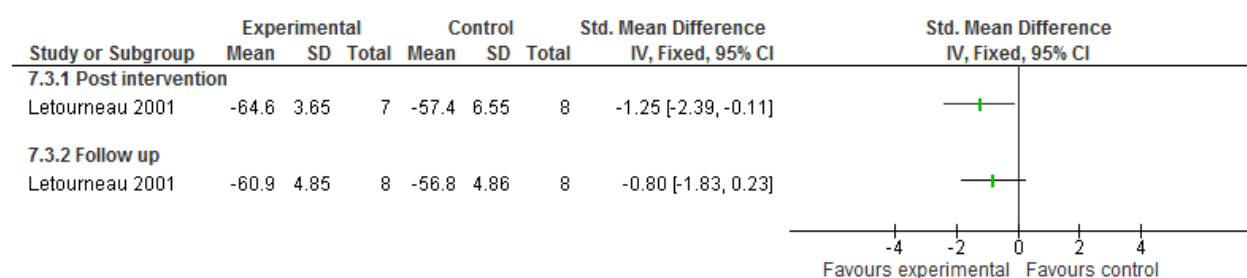 Experimental Control Std. Mean Difference Std. Mean Difference
Study or Subgroup Mean SD Total Mean SD Total IV, Fixed, 95% CI IV, Fixed, 95% CI
7.3.1 Post intervention
Letourneau 2001 -64.6 3.65 7 -57.4 6.55 8 -1.25 [-2.39, -0.11]
7.3.2 Follow up
Letourneau 2001 -60.9 4.85 8 -56.8 4.86 8 -0.80 [-1.83, 0.23]
-4 -2 0 2 4
Favours experimental Favours control